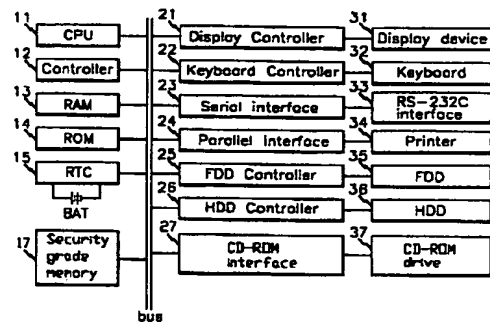 11 CPU 21 Display Controller 31 Display device
12 Controller 22 Keyboard Controller 32 Keyboard
13 RAM 23 Serial interface 33 RS-232C interface
14 ROM 24 Parallel interface 34 Printer
15 RTC 25 FDD Controller 35 FDD
BAT 26 HDD Controller 36 HDD
17 Security grade memory 27 CD-ROM interface 37 CD-ROM drive
bus